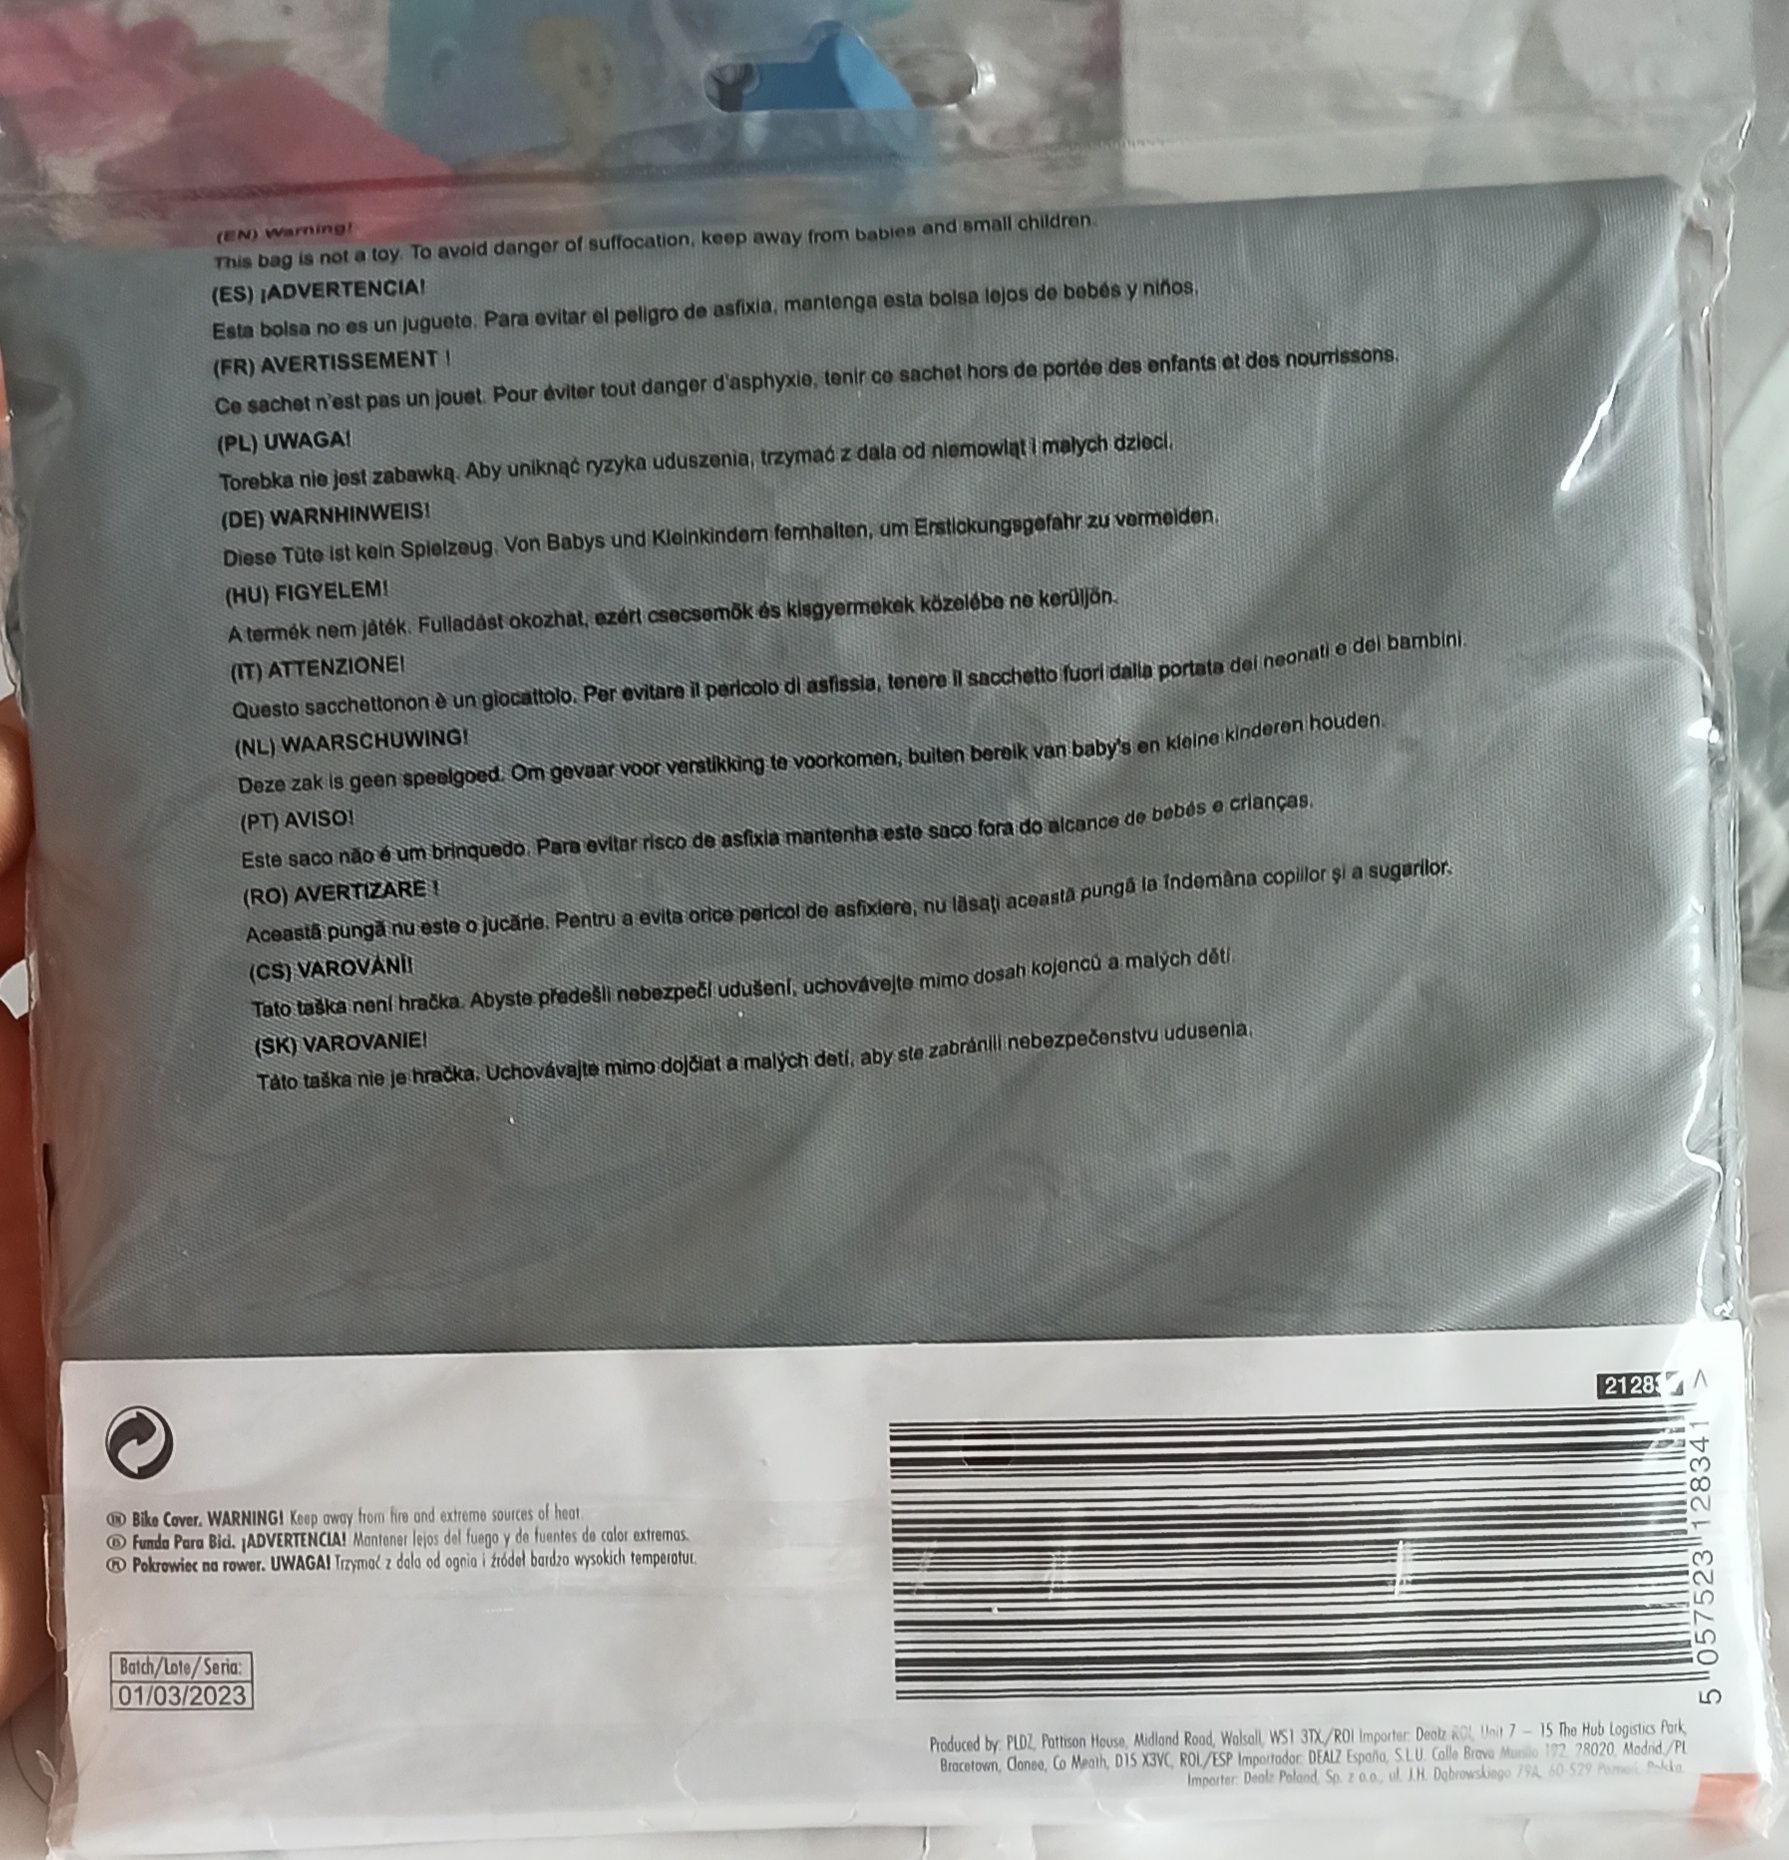 (EN) Warning!
This bag is not a toy. To avoid danger of suffocation, keep away from babies and small children.
(ES) ¡ADVERTENCIA!
Esta bolsa no es un juguete. Para evitar el peligro de asfixia, mantenga esta bolsa lejos de bebés y niños.
(FR) AVERTISSEMENT !
Ce sachet n'est pas un jouet. Pour éviter tout danger d'asphyxie, tenir ce sachet hors de portée des enfants et des nourrissons.
(PL) UWAGA!
Torebka nie jest zabawką. Aby uniknąć ryzyka uduszenia, trzymać z dala od niemowląt i malych dzieci.
(DE) WARNHINWEIS!
Diese Tüte ist kein Spielzeug. Von Babys und Kleinkindern fernhalten, um Erstickungsgefahr zu vermeiden.
(HU) FIGYELEM!
A termék nem játék. Fulladást okozhat, ezért csecsemők és kisgyermekek közelébe ne kerüljön.
(IT) ATTENZIONE!
Questo sacchettonon è un giocattolo. Per evitare il pericolo di asfissia, tenere il sacchetto fuori dalla portata dei neonati e dei bambini.
(NL) WAARSCHUWING!
Deze zak is geen speelgoed. Om gevaar voor verstikking te voorkomen, buiten bereik van baby's en kleine kinderen houden.
(PT) AVISO!
Este saco não é um brinquedo. Para evitar risco de asfixia mantenha este saco fora do alcance de bebés e crianças.
(RO) AVERTIZARE !
Această pungă nu este o jucărie. Pentru a evita orice pericol de asfixiere, nu lăsaţi această pungă la îndemâna copiilor şi a sugarilor.
(CS) VAROVÁNÍ!
Tato taška není hračka. Abyste předešli nebezpečí udušení, uchovávejte mimo dosah kojenců a malých dětí.
(SK) VAROVANIE!
Táto taška nie je hračka. Uchovávajte mimo dojčiat a malých detí, aby ste zabránili nebezpečenstvu udusenia.
2128
EN Bike Cover. WARNING! Keep away from fire and extreme sources of heat.
ES Funda Para Bici. ¡ADVERTENCIA! Mantener lejos del fuego y de fuentes de calor extremas.
PL Pokrowiec na rower. UWAGA! Trzymać z dala od ognia i źródeł bardzo wysokich temperatur.
Batch/Lote/Seria:
01/03/2023
5 057523 128341 >
Produced by: PLDZ, Pattison House, Midland Road, Walsall, WS1 3TX./ROI Importer: Dealz ROI, Unit 7 – 15 The Hub Logistics Park,
Bracetown, Clonee, Co Meath, D15 X3VC, ROI./ESP Importador: DEALZ España, S.L.U. Calle Bravo Murillo 192, 28020, Madrid./PL
Importer: Dealz Poland, Sp. z o.o., ul. J.H. Dąbrowskiego 79A, 60-529 Poznań, Polska.